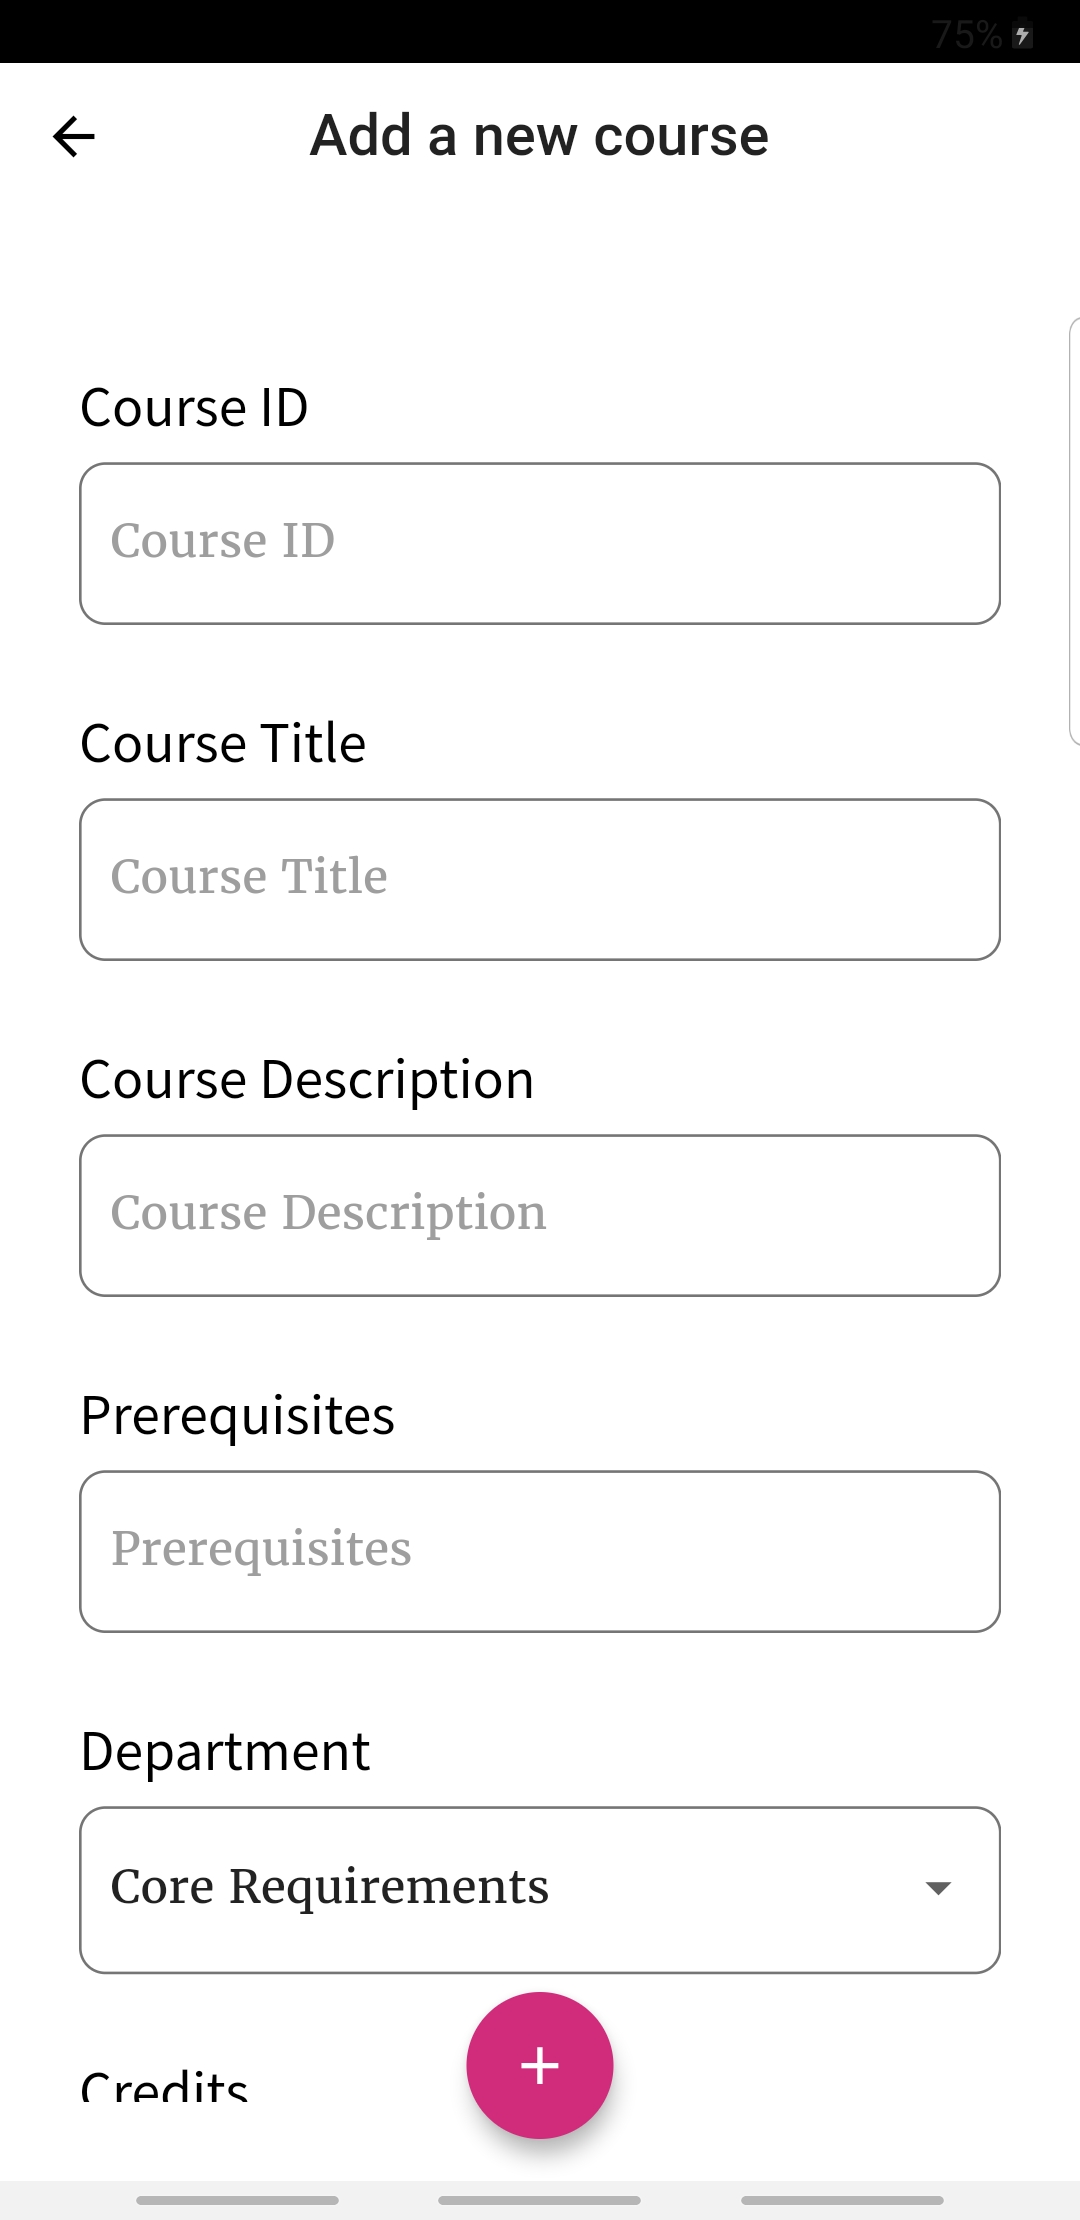 75%
Add a new course
Course ID
Course ID
Course Title
Course Title
Course Description
Course Description
Prerequisites
Prerequisites
Department
Core Requirements
Credits